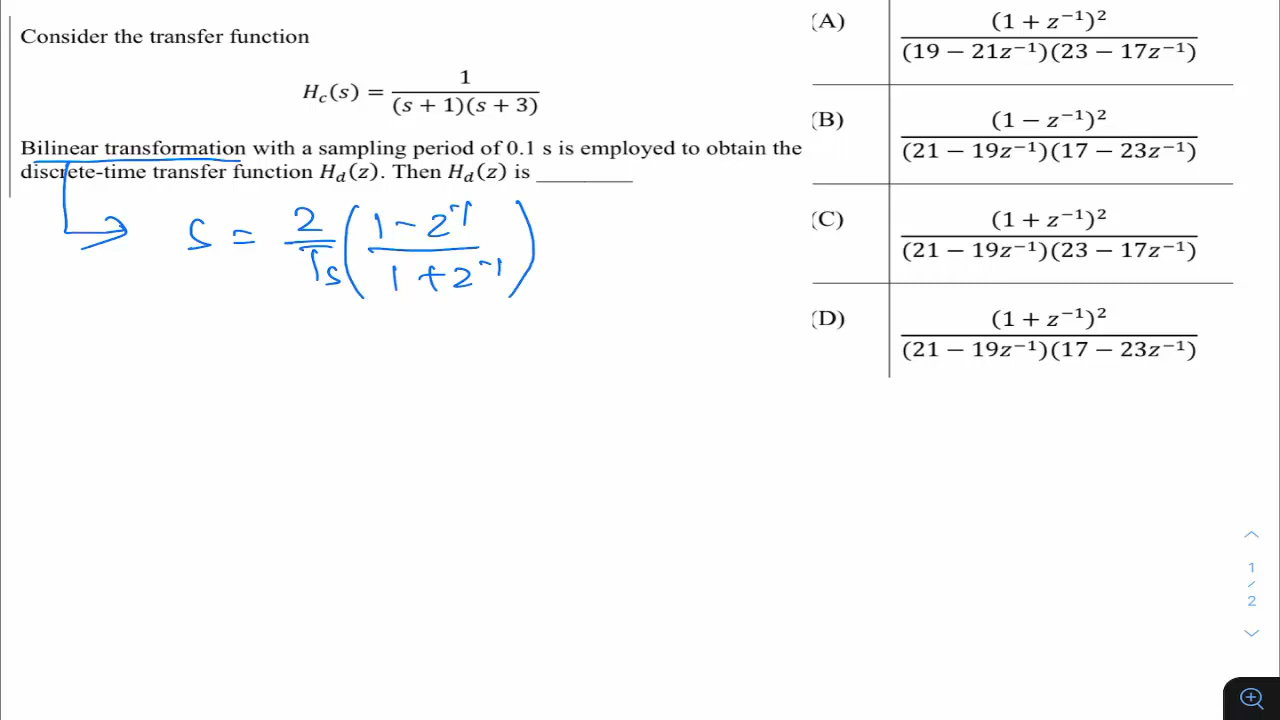 Consider the transfer function
H_c(s) = 1 / ((s + 1)(s + 3))
Bilinear transformation with a sampling period of 0.1 s is employed to obtain the
discrete-time transfer function H_d(z). Then H_d(z) is ________
s = 2/Ts ( (1 − z⁻¹) / (1 + z⁻¹) )
(A) (1 + z⁻¹)² / ((19 − 21z⁻¹)(23 − 17z⁻¹))
(B) (1 − z⁻¹)² / ((21 − 19z⁻¹)(17 − 23z⁻¹))
(C) (1 + z⁻¹)² / ((21 − 19z⁻¹)(23 − 17z⁻¹))
(D) (1 + z⁻¹)² / ((21 − 19z⁻¹)(17 − 23z⁻¹))
1
/
2